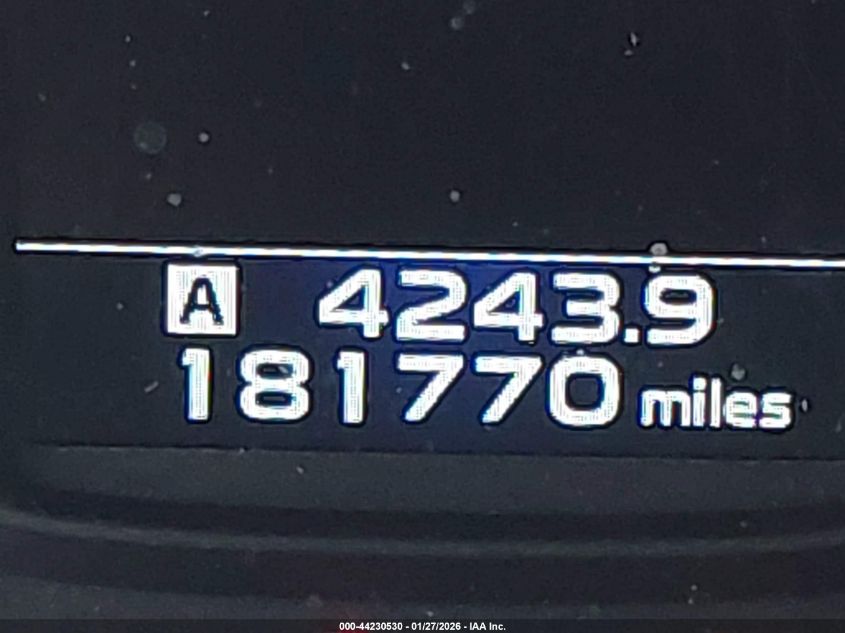 A 4243.9
181770 miles
000-44230530 - 01/27/2026 - IAA Inc.